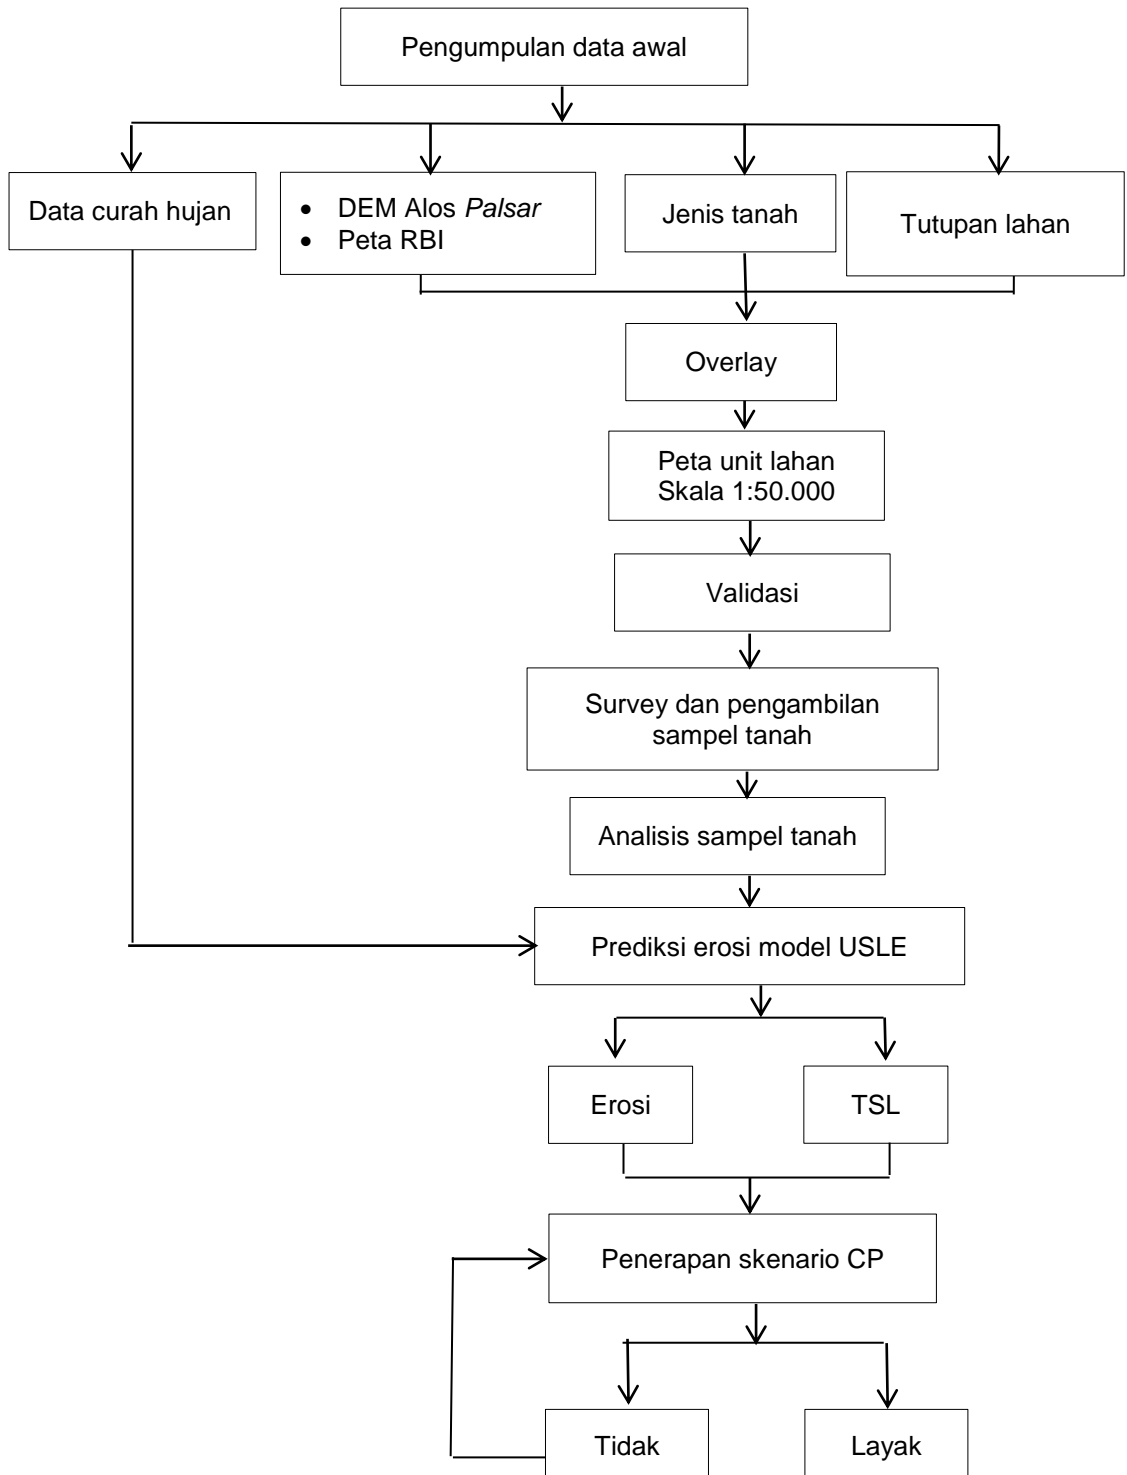 Pengumpulan data awal
Data curah hujan
• DEM Alos Palsar
• Peta RBI
Jenis tanah
Tutupan lahan
Overlay
Peta unit lahan
Skala 1:50.000
Validasi
Survey dan pengambilan
sampel tanah
Analisis sampel tanah
Prediksi erosi model USLE
Erosi
TSL
Penerapan skenario CP
Tidak
Layak